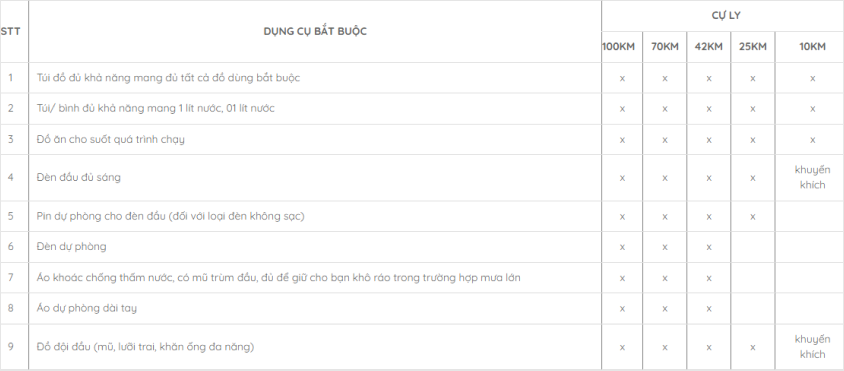 STT DỤNG CỤ BẮT BUỘC CỰ LY
100KM 70KM 42KM 25KM 10KM
1 Túi đồ đủ khả năng mang đủ tất cả đồ dùng bắt buộc x x x x x
2 Túi/ bình đủ khả năng mang 1 lít nước, 01 lít nước x x x x x
3 Đồ ăn cho suốt quá trình chạy x x x x x
4 Đèn đầu đủ sáng x x x x khuyến
khích
5 Pin dự phòng cho đèn đầu (đối với loại đèn không sạc) x x x x
6 Đèn dự phòng x x x
7 Áo khoác chống thấm nước, có mũ trùm đầu, đủ để giữ cho bạn khô ráo trong trường hợp mưa lớn x x x
8 Áo dự phòng dài tay x x x
9 Đồ đội đầu (mũ, lưỡi trai, khăn ống đa năng) x x x x khuyến
khích